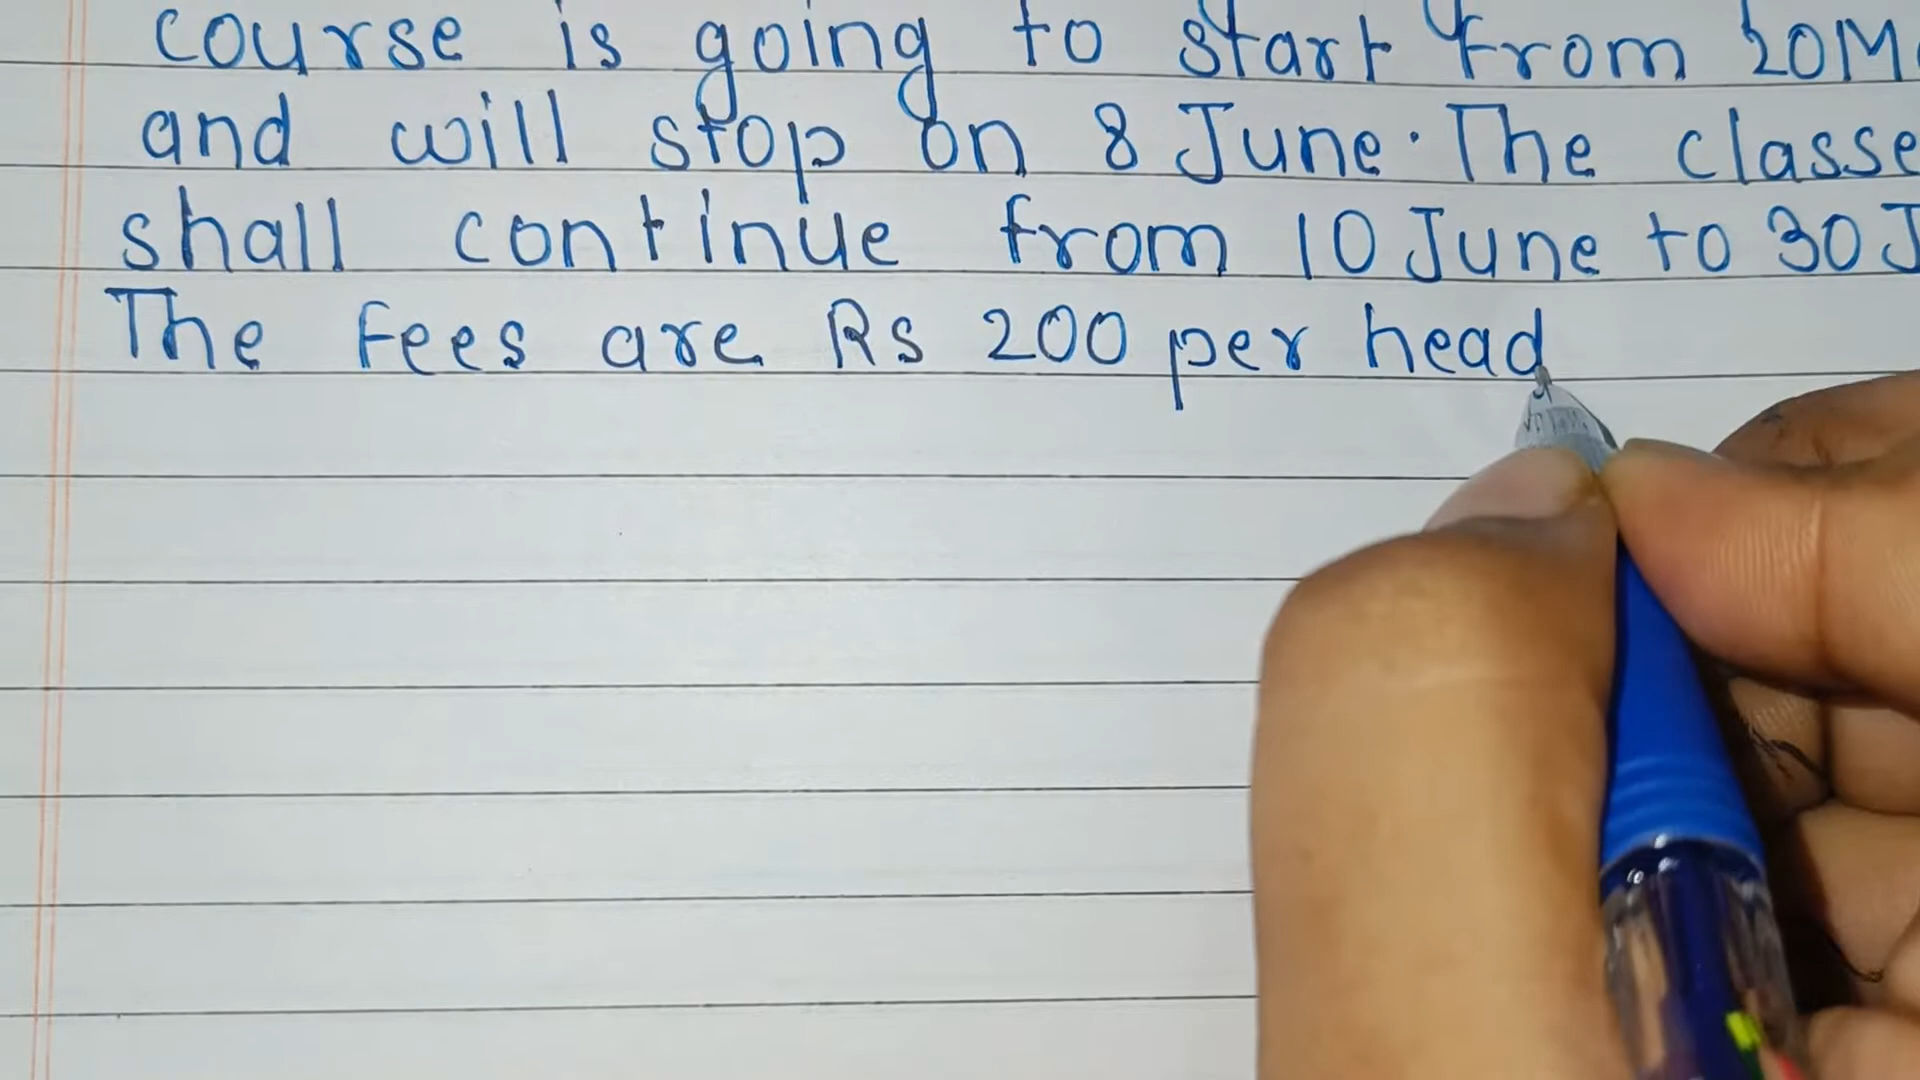 course is going to start from 20M
and will stop on 8 June. The classe
shall continue from 10 June to 30 J
The Fees are Rs 200 per head